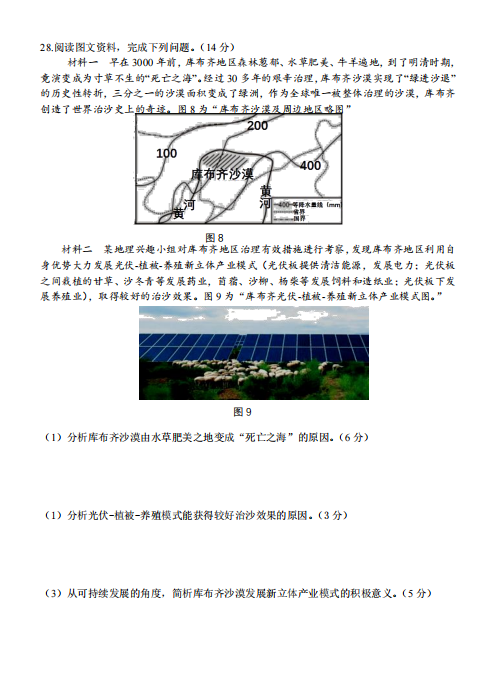 28.阅读图文资料，完成下列问题。（14 分）
材料一 早在 3000 年前，库布齐地区森林葱郁、水草肥美、牛羊遍地，到了明清时期，
竟演变成为寸草不生的“死亡之海”。经过 30 多年的艰辛治理，库布齐沙漠实现了“绿进沙退”
的历史性转折，三分之一的沙漠面积变成了绿洲，作为全球唯一被整体治理的沙漠，库布齐
创造了世界治沙史上的奇迹。图 8 为“库布齐沙漠及周边地区略图”
200
100
400
库布齐沙漠
黄
河
黄
河
400 等降水量线（mm）
省界
国界
图 8
材料二 某地理兴趣小组对库布齐地区治理有效措施进行考察，发现库布齐地区利用自
身优势大力发展光伏-植被-养殖新立体产业模式（光伏板提供清洁能源，发展电力；光伏板
之间栽植的甘草、沙冬青等发展药业，苜蓿、沙柳、杨柴等发展饲料和造纸业；光伏板下发
展养殖业），取得较好的治沙效果。图 9 为“库布齐光伏-植被-养殖新立体产业模式图。”
图 9
（1）分析库布齐沙漠由水草肥美之地变成“死亡之海”的原因。（6 分）
（1）分析光伏-植被-养殖模式能获得较好治沙效果的原因。（3 分）
（3）从可持续发展的角度，简析库布齐沙漠发展新立体产业模式的积极意义。（5 分）